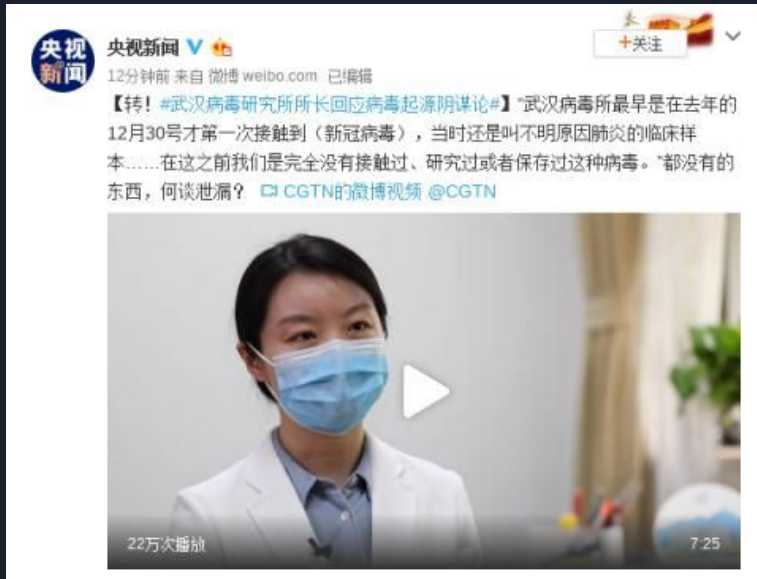 央视
新闻
央视新闻
+关注
12分钟前 来自 微博 weibo.com 已编辑
【转！#武汉病毒研究所所长回应病毒起源阴谋论#】“武汉病毒所最早是在去年的
12月30号才第一次接触到（新冠病毒），当时还是叫不明原因肺炎的临床样
本……在这之前我们是完全没有接触过、研究过或者保存过这种病毒。”都没有的
东西，何谈泄漏？ CGTN的微博视频 @CGTN
22万次播放
7:25